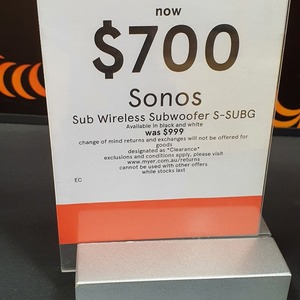 now
$700
Sonos
Sub Wireless Subwoofer S-SUBG
Available in black and white
was $999
change of mind returns and exchanges will not be offered for
goods
designated as "Clearance"
exclusions and conditions apply, please visit
www.myer.com.au/returns
cannot be used with other offers
while stocks last
EC